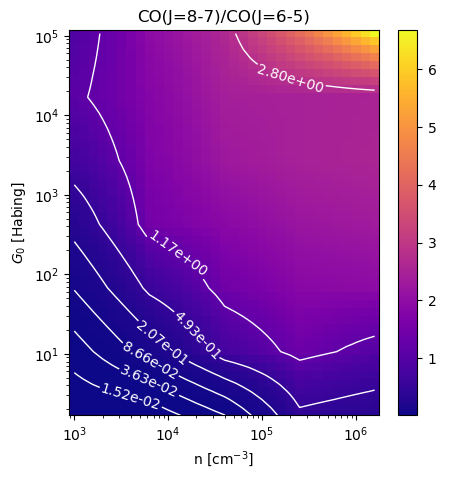 CO(J=8-7)/CO(J=6-5)
10⁵
10⁴
10³
10²
10¹
G₀ [Habing]
2.80e+00
1.17e+00
4.93e-01
2.07e-01
8.66e-02
3.63e-02
1.52e-02
10³
10⁴
10⁵
10⁶
n [cm⁻³]
6
5
4
3
2
1